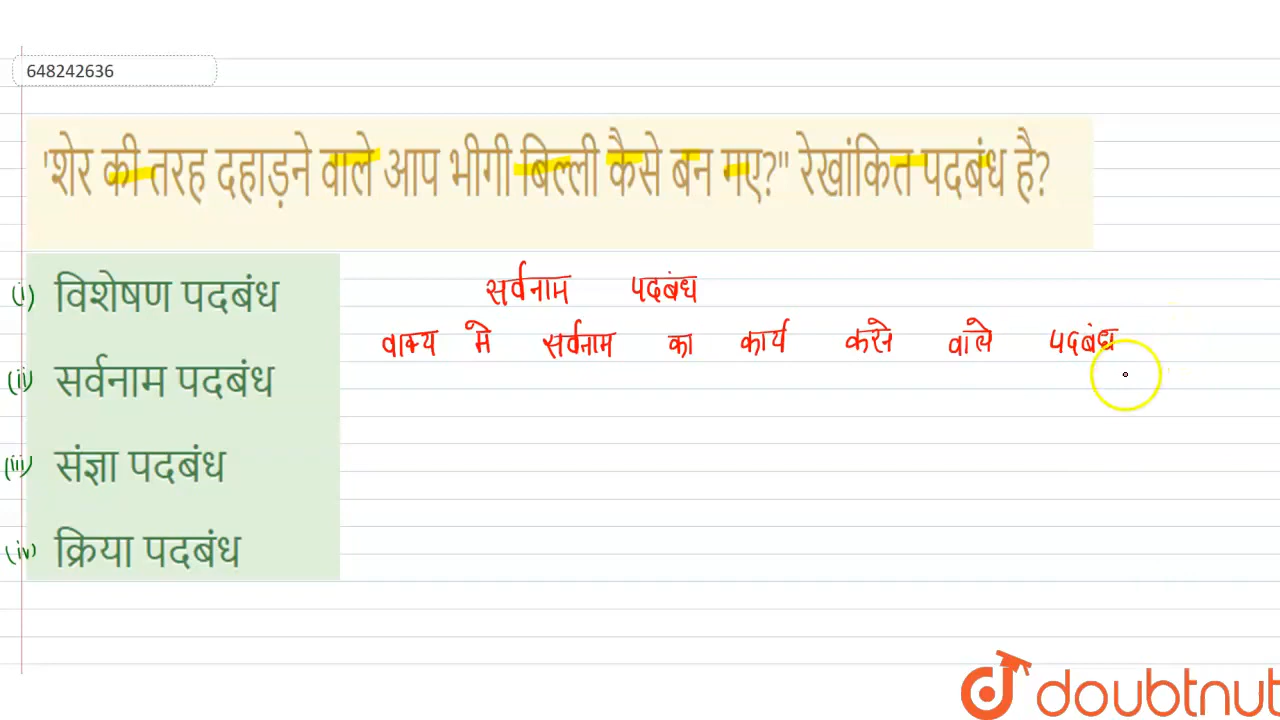 648242636
'शेर की तरह दहाड़ने वाले आप भीगी बिल्ली कैसे बन गए?" रेखांकित पदबंध है?
(i) विशेषण पदबंध
सर्वनाम पदबंध
वाक्य मे सर्वनाम का कार्य करने वाले पदबंध
(ii) सर्वनाम पदबंध
(iii) संज्ञा पदबंध
(iv) क्रिया पदबंध
doubtnut